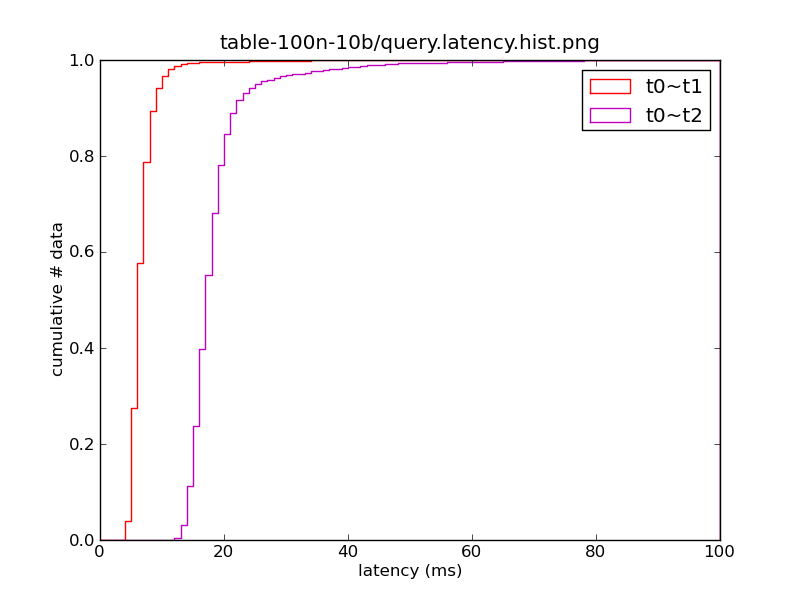 table-100n-10b/query.latency.hist.png
t0~t1
t0~t2
cumulative # data
1.0
0.8
0.6
0.4
0.2
0.0
0 20 40 60 80 100
latency (ms)